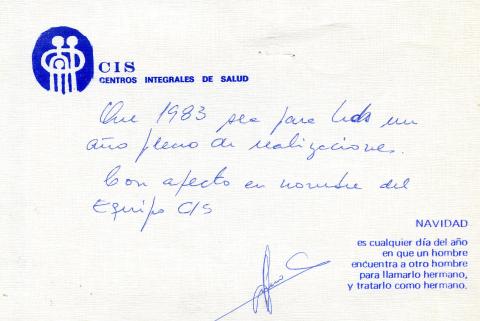 CIS
CENTROS INTEGRALES DE SALUD
Que 1983 sea para todos un
año pleno de realizaciones.
Con afecto en nombre del
Equipo CIS
NAVIDAD
es cualquier día del año
en que un hombre
encuentra a otro hombre
para llamarlo hermano,
y tratarlo como hermano.